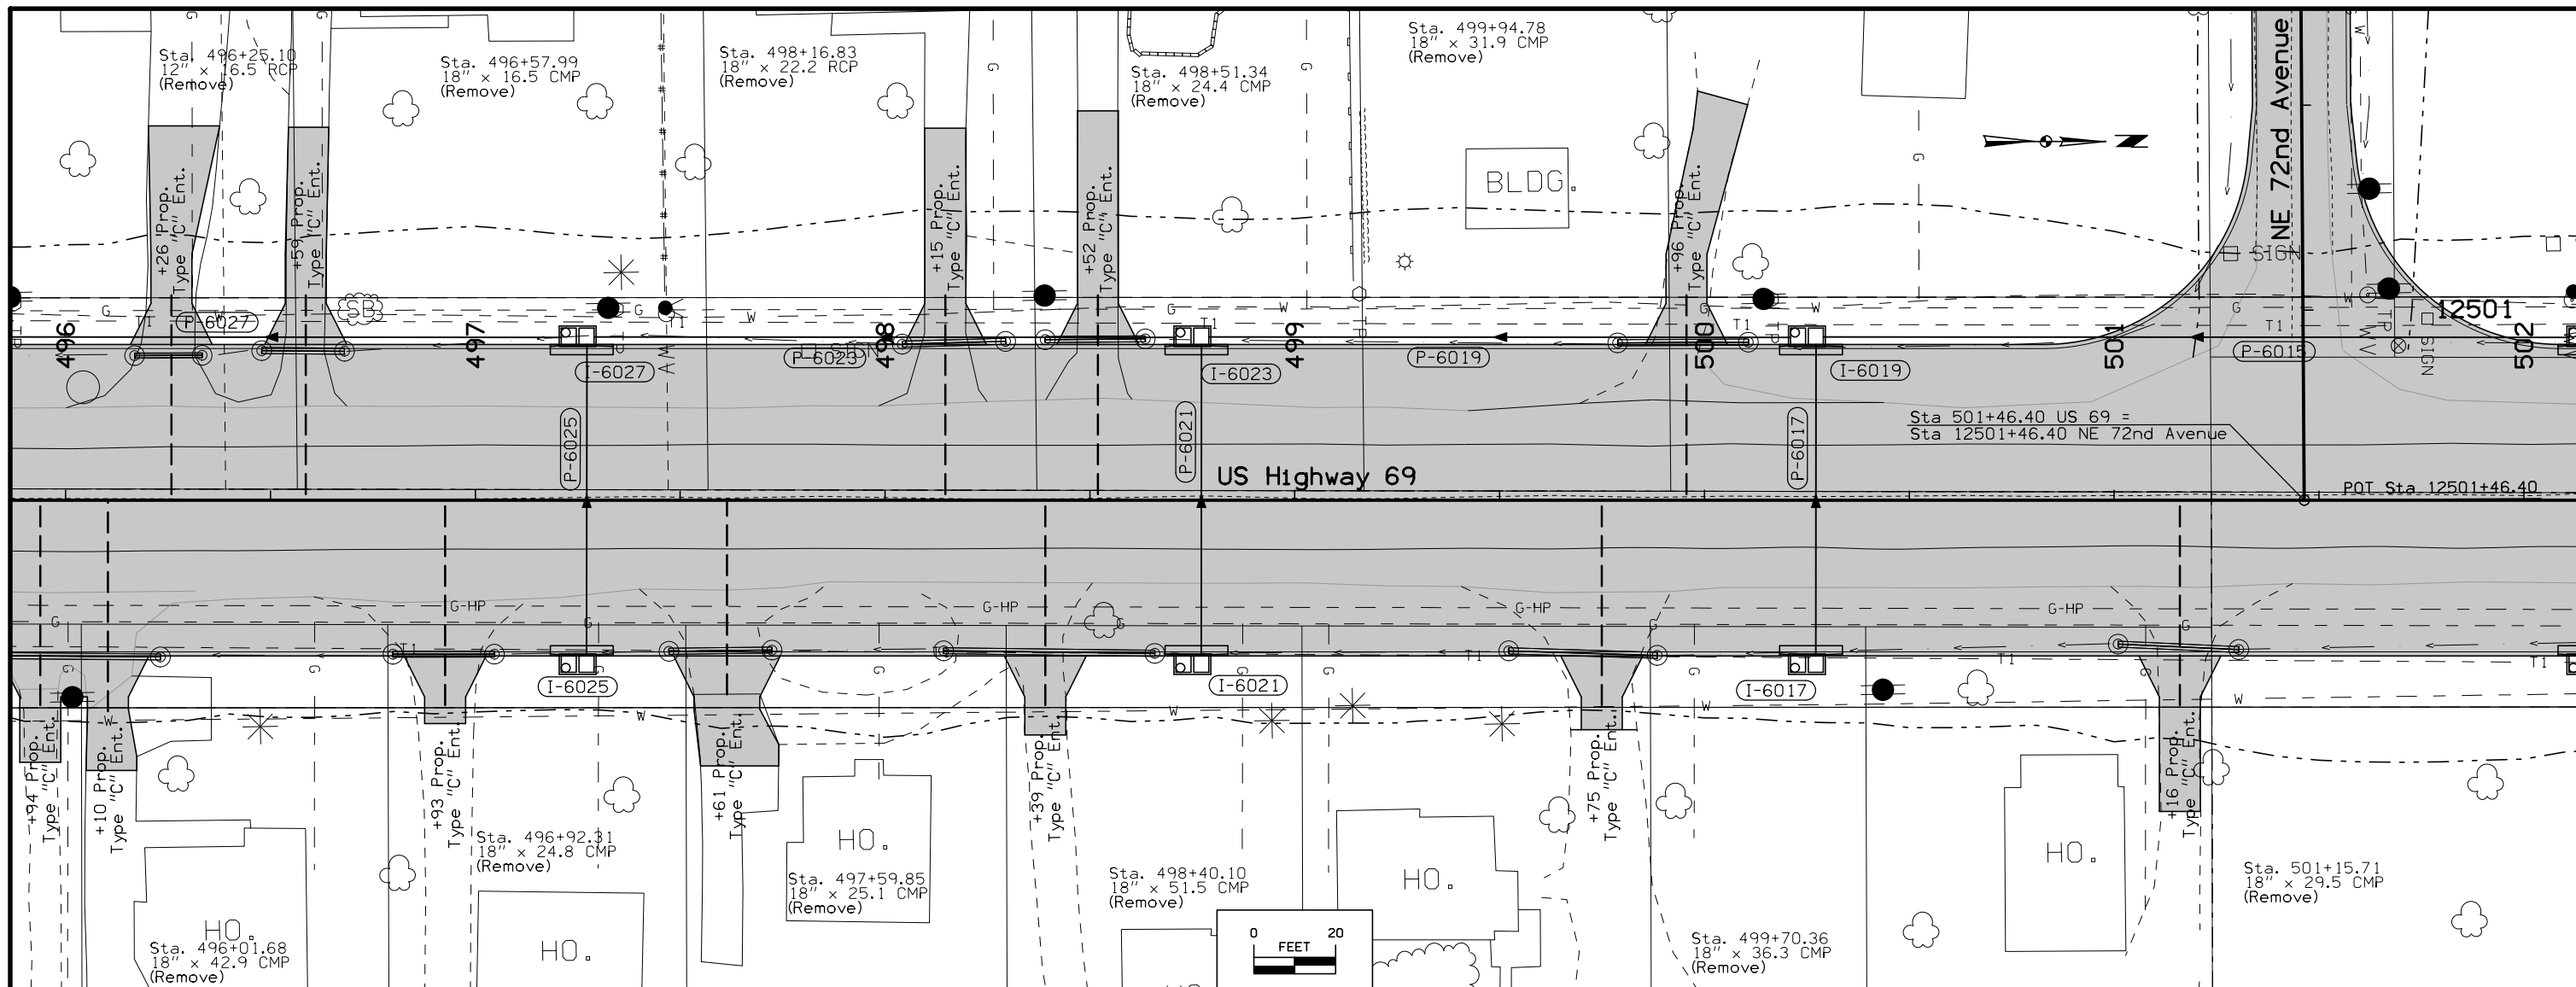 Sta. 496+25.10
12" x 16.5 RCP
(Remove)
Sta. 496+57.99
18" x 16.5 CMP
(Remove)
Sta. 498+16.83
18" x 22.2 RCP
(Remove)
Sta. 498+51.34
18" x 24.4 CMP
(Remove)
Sta. 499+94.78
18" x 31.9 CMP
(Remove)
NE 72nd Avenue
N
BLDG.
+26 Prop.
Type "C" Ent.
+59 Prop.
Type "C" Ent.
+15 Prop.
Type "C" Ent.
+52 Prop.
Type "C" Ent.
+96 Prop.
Type "C" Ent.
SIGN
SB
G
W
T1
TP
12501
P-6027
P-6023
SIGN
P-6019
P-6015
SIGN
496
497
498
499
500
501
502
I-6027
I-6023
I-6019
P-6025
P-6021
P-6017
Sta 501+46.40 US 69 =
Sta 12501+46.40 NE 72nd Avenue
US Highway 69
POT Sta 12501+46.40
G-HP
G-HP
G-HP
G-HP
I-6025
I-6021
I-6017
+94 Prop.
Type "C" Ent.
+10 Prop.
Type "C" Ent.
+93 Prop.
Type "C" Ent.
+61 Prop.
Type "C" Ent.
+39 Prop.
Type "C" Ent.
+75 Prop.
Type "C" Ent.
+16 Prop.
Type "C" Ent.
Sta. 496+92.31
18" x 24.8 CMP
(Remove)
HO.
Sta. 497+59.85
18" x 25.1 CMP
(Remove)
Sta. 498+40.10
18" x 51.5 CMP
(Remove)
HO.
HO.
Sta. 501+15.71
18" x 29.5 CMP
(Remove)
HO.
Sta. 496+01.68
18" x 42.9 CMP
(Remove)
HO.
0 20
FEET
Sta. 499+70.36
18" x 36.3 CMP
(Remove)